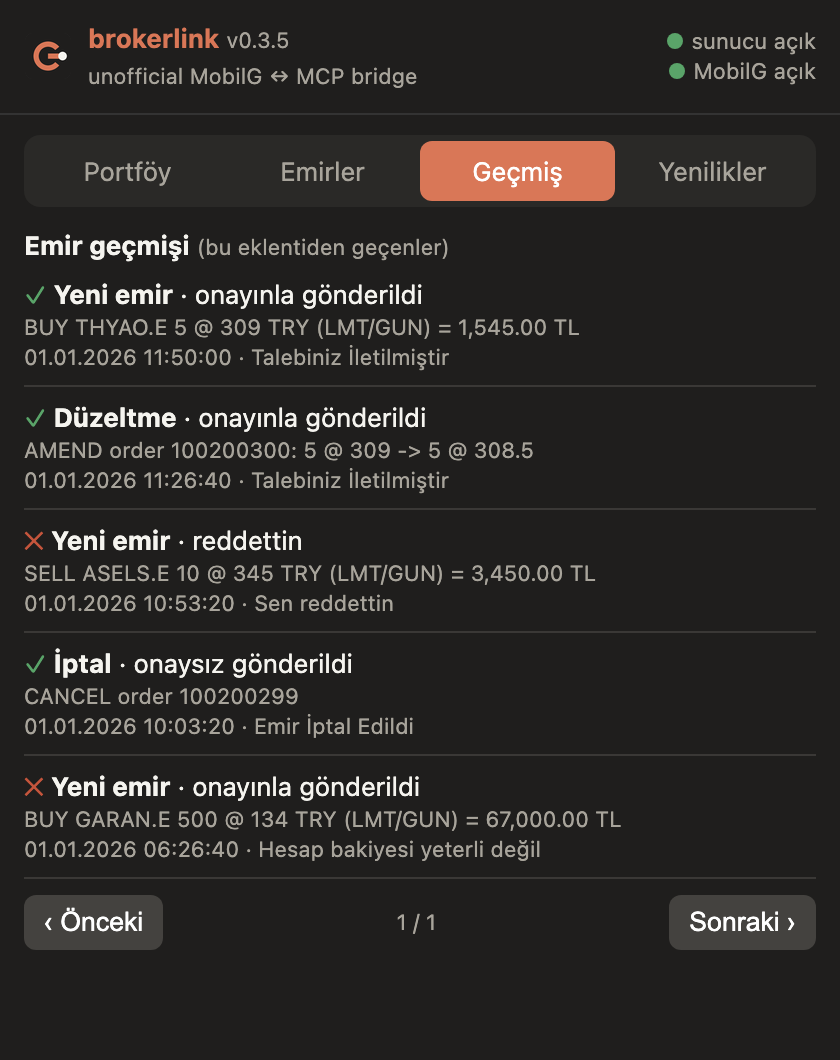 brokerlink v0.3.5
unofficial MobilG ↔ MCP bridge
sunucu açık
MobilG açık
Portföy Emirler Geçmiş Yenilikler
Emir geçmişi (bu eklentiden geçenler)
✓ Yeni emir · onayınla gönderildi
BUY THYAO.E 5 @ 309 TRY (LMT/GUN) = 1,545.00 TL
01.01.2026 11:50:00 · Talebiniz İletilmiştir
✓ Düzeltme · onayınla gönderildi
AMEND order 100200300: 5 @ 309 -> 5 @ 308.5
01.01.2026 11:26:40 · Talebiniz İletilmiştir
✕ Yeni emir · reddettin
SELL ASELS.E 10 @ 345 TRY (LMT/GUN) = 3,450.00 TL
01.01.2026 10:53:20 · Sen reddettin
✓ İptal · onaysız gönderildi
CANCEL order 100200299
01.01.2026 10:03:20 · Emir İptal Edildi
✕ Yeni emir · onayınla gönderildi
BUY GARAN.E 500 @ 134 TRY (LMT/GUN) = 67,000.00 TL
01.01.2026 06:26:40 · Hesap bakiyesi yeterli değil
‹ Önceki 1 / 1 Sonraki ›